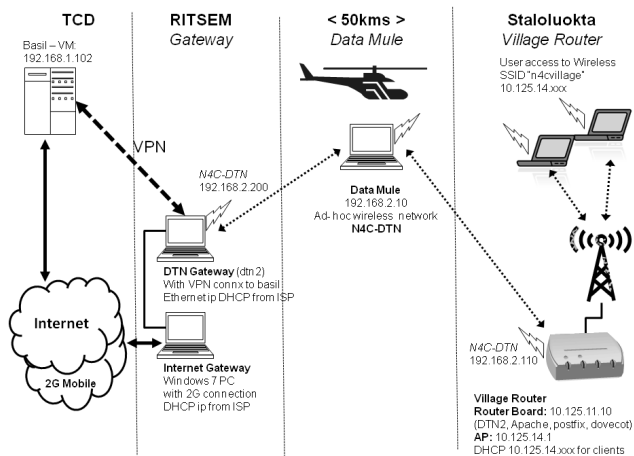 TCD
Basil – VM:
192.168.1.102
VPN
Internet
2G Mobile
RITSEM
Gateway
N4C-DTN
192.168.2.200
DTN Gateway (dtn2)
With VPN connx to basil
Ethernet ip DHCP from ISP
Internet Gateway
Windows 7 PC
with 2G connection
DHCP ip from ISP
< 50kms >
Data Mule
Data Mule
192.168.2.10
Ad-hoc wireless network
N4C-DTN
Staloluokta
Village Router
User access to Wireless
SSID "n4cvillage"
10.125.14.xxx
N4C-DTN
192.168.2.110
Village Router
Router Board: 10.125.11.10
(DTN2, Apache, postfix, dovecot)
AP: 10.125.14.1
DHCP 10.125.14.xxx for clients